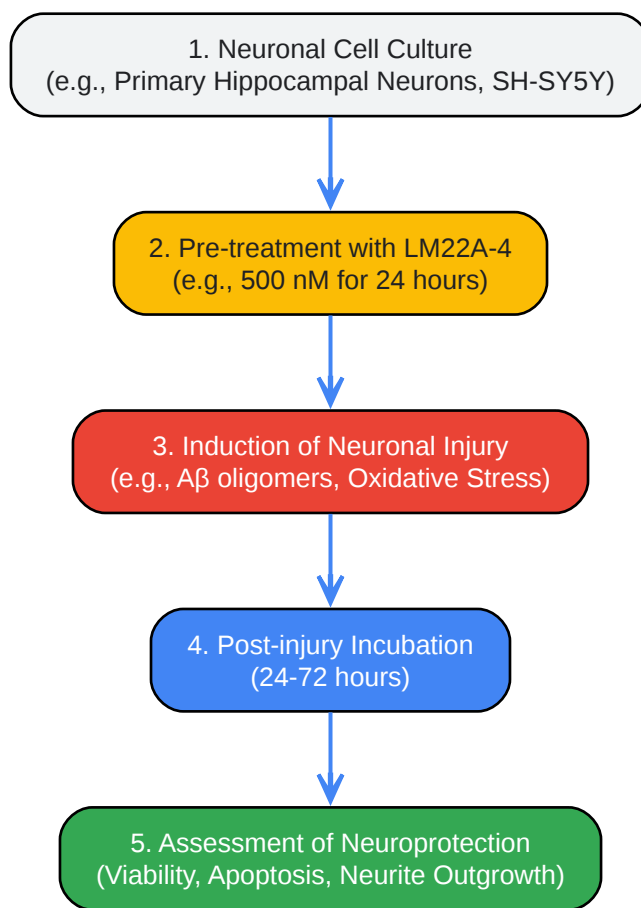 1. Neuronal Cell Culture
(e.g., Primary Hippocampal Neurons, SH-SY5Y)
2. Pre-treatment with LM22A-4
(e.g., 500 nM for 24 hours)
3. Induction of Neuronal Injury
(e.g., Aβ oligomers, Oxidative Stress)
4. Post-injury Incubation
(24-72 hours)
5. Assessment of Neuroprotection
(Viability, Apoptosis, Neurite Outgrowth)